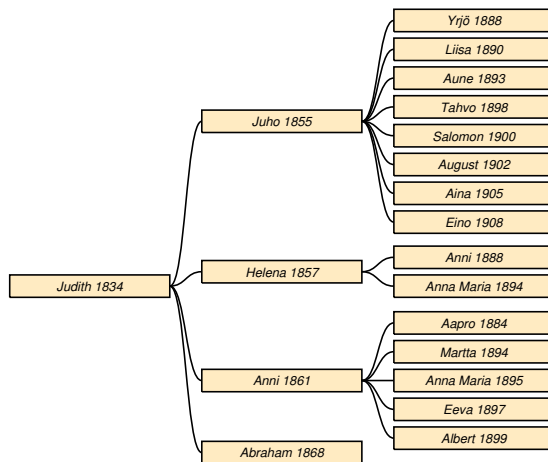 Judith 1834
Juho 1855
Yrjö 1888
Liisa 1890
Aune 1893
Tahvo 1898
Salomon 1900
August 1902
Aina 1905
Eino 1908
Helena 1857
Anni 1888
Anna Maria 1894
Anni 1861
Aapro 1884
Martta 1894
Anna Maria 1895
Eeva 1897
Albert 1899
Abraham 1868